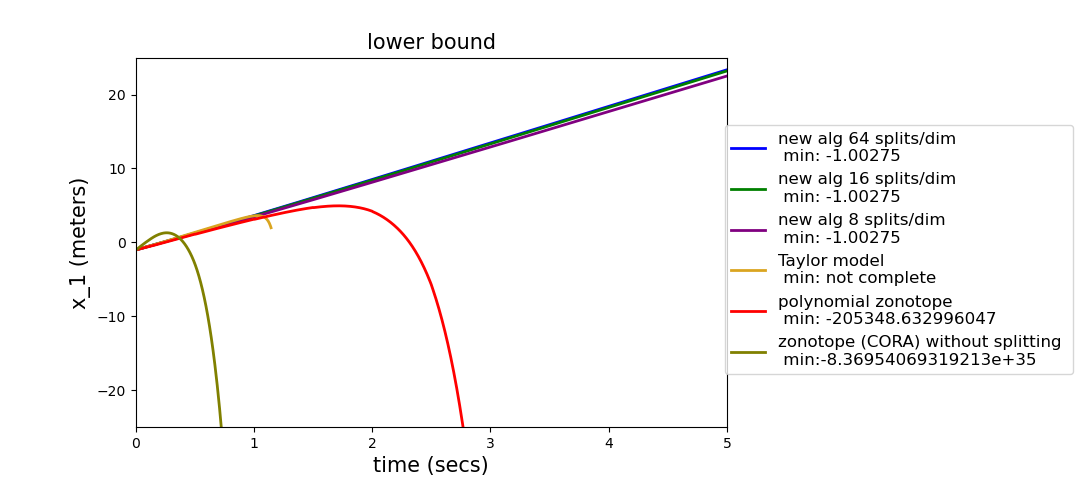 lower bound
20
10
0
−10
−20
x_1 (meters)
0 1 2 3 4 5
time (secs)
new alg 64 splits/dim
min: -1.00275
new alg 16 splits/dim
min: -1.00275
new alg 8 splits/dim
min: -1.00275
Taylor model
min: not complete
polynomial zonotope
min: -205348.632996047
zonotope (CORA) without splitting
min:-8.36954069319213e+35